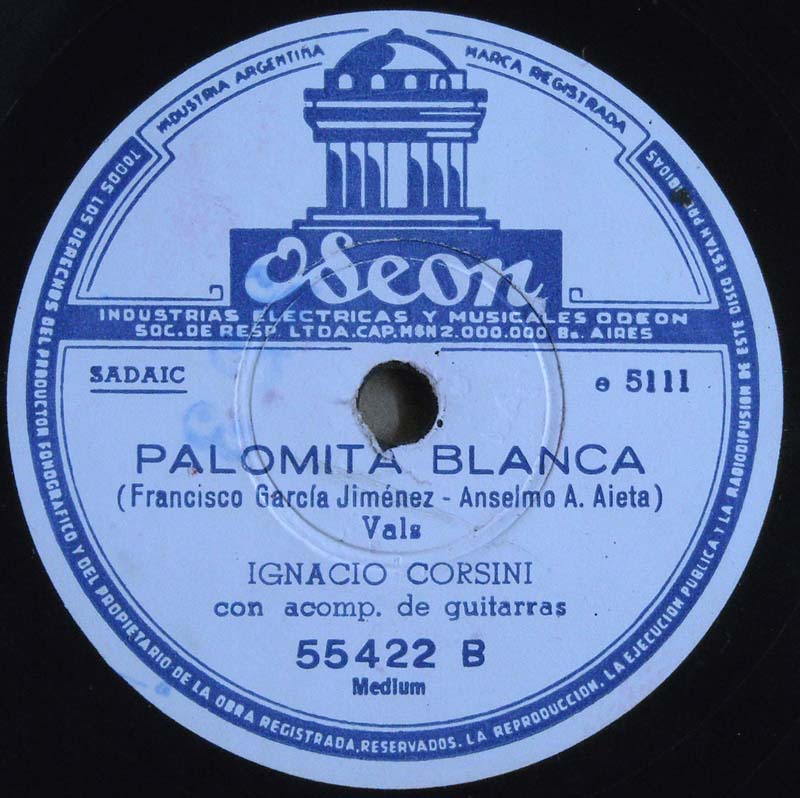 INDUSTRIA ARGENTINA
MARCA REGISTRADA
Odeon
INDUSTRIAS ELECTRICAS Y MUSICALES ODEON
SOC. DE RESP. LTDA. CAP. M$N 2.000.000 Bs. AIRES
SADAIC
e 5111
PALOMITA BLANCA
(Francisco García Jiménez - Anselmo A. Aieta)
Vals
IGNACIO CORSINI
con acomp. de guitarras
55422 B
Medium
TODOS LOS DERECHOS DEL PRODUCTOR FONOGRAFICO Y DEL PROPIETARIO DE LA OBRA REGISTRADA, RESERVADOS. LA REPRODUCCION, LA EJECUCION PUBLICA Y LA RADIODIFUSION DE ESTE DISCO ESTAN PROHIBIDAS